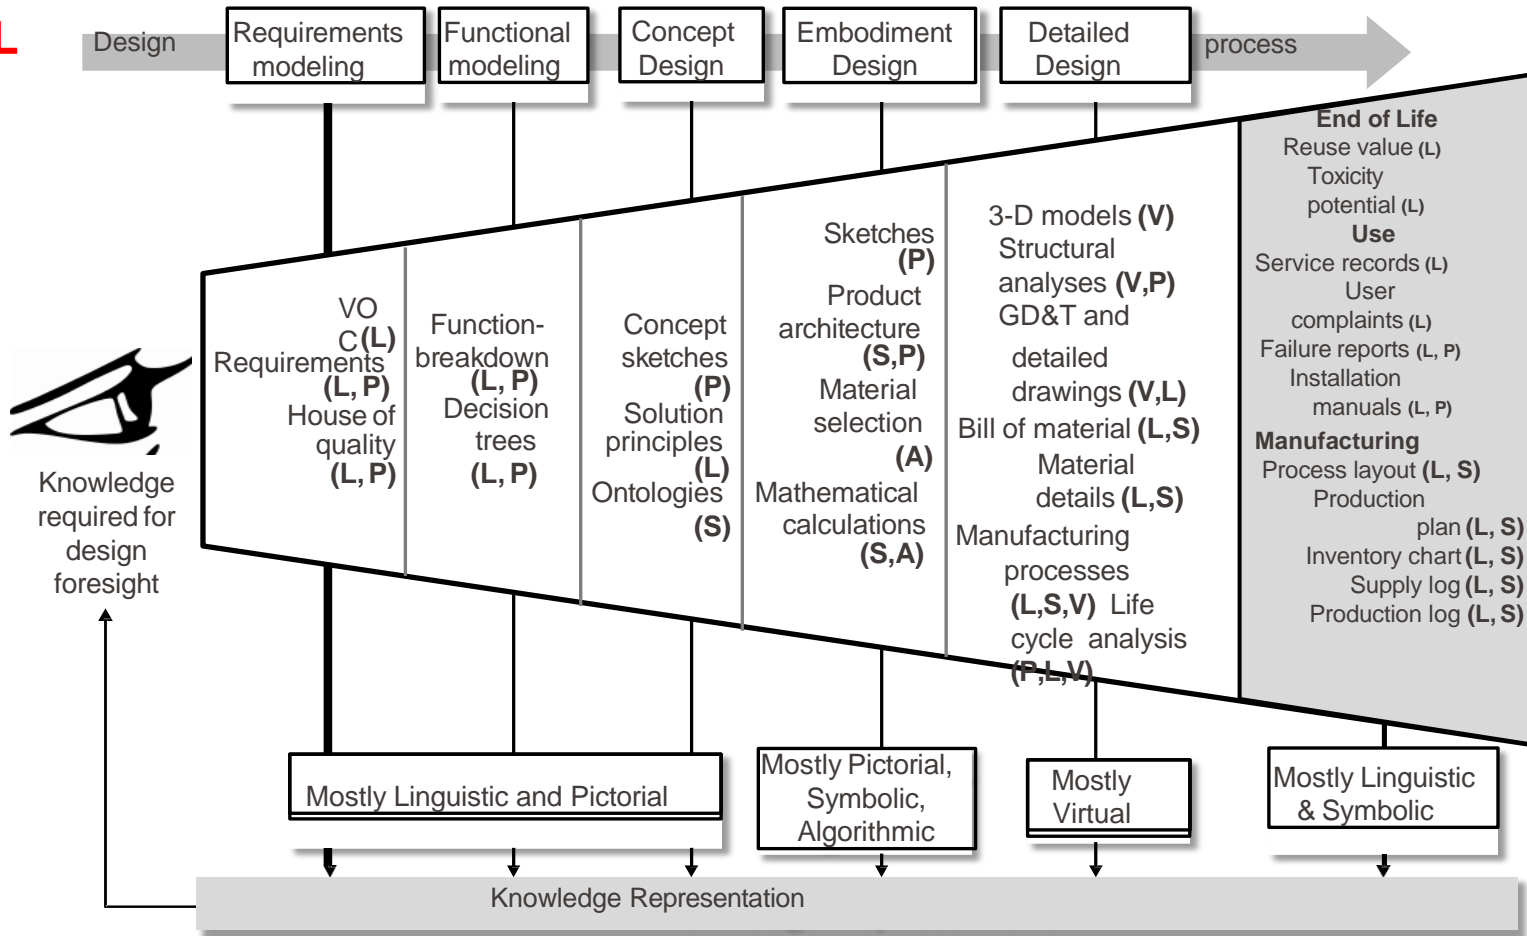 L
Design
Requirements
modeling
Functional
modeling
Concept
Design
Embodiment
Design
Detailed
Design
process
VO
C (L)
Requirements
(L, P)
House of
quality
(L, P)
Function-
breakdown
(L, P)
Decision
trees
(L, P)
Concept
sketches
(P)
Solution
principles
(L)
Ontologies
(S)
Sketches
(P)
Product
architecture
(S,P)
Material
selection
(A)
Mathematical
calculations
(S,A)
3-D models (V)
Structural
analyses (V,P)
GD&T and
detailed
drawings (V,L)
Bill of material (L,S)
Material
details (L,S)
Manufacturing
processes
(L,S,V) Life
cycle analysis
(P,L,V)
End of Life
Reuse value (L)
Toxicity
potential (L)
Use
Service records (L)
User
complaints (L)
Failure reports (L, P)
Installation
manuals (L, P)
Manufacturing
Process layout (L, S)
Production
plan (L, S)
Inventory chart (L, S)
Supply log (L, S)
Production log (L, S)
Knowledge
required for
design
foresight
Mostly Linguistic and Pictorial
Mostly Pictorial,
Symbolic,
Algorithmic
Mostly
Virtual
Mostly Linguistic
& Symbolic
Knowledge Representation